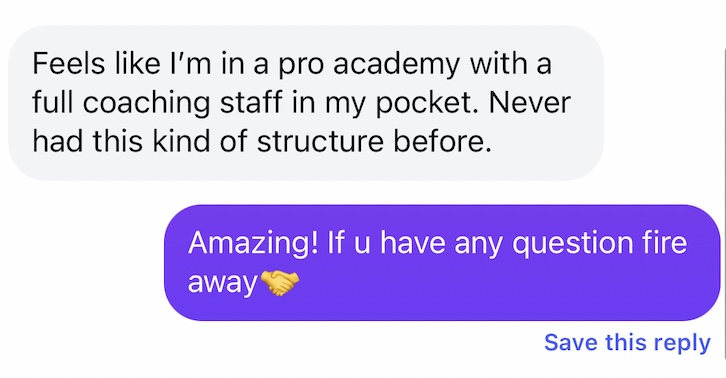 Feels like I’m in a pro academy with a
full coaching staff in my pocket. Never
had this kind of structure before.
Amazing! If u have any question fire
away🤝
Save this reply